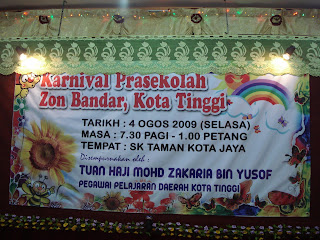 Karnival Prasekolah
Zon Bandar, Kota Tinggi
TARIKH : 4 OGOS 2009 (SELASA)
MASA : 7.30 PAGI - 1.00 PETANG
TEMPAT : SK TAMAN KOTA JAYA
Disempurnakan oleh :
TUAN HAJI MOHD ZAKARIA BIN YUSOF
PEGAWAI PELAJARAN DAERAH KOTA TINGGI